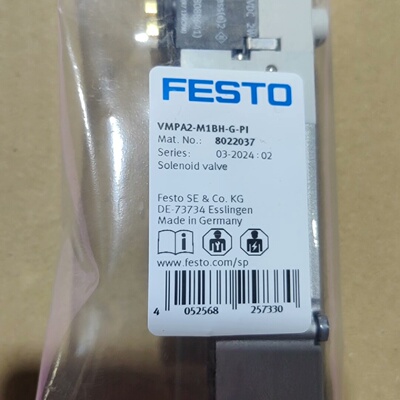 FESTO
VMPA2-M1BH-G-PI
Mat. No.: 8022037
Series: 03-2024 : 02
Solenoid valve
Festo SE & Co. KG
DE-73734 Esslingen
Made in Germany
i
www.festo.com/sp
4 052568 257330